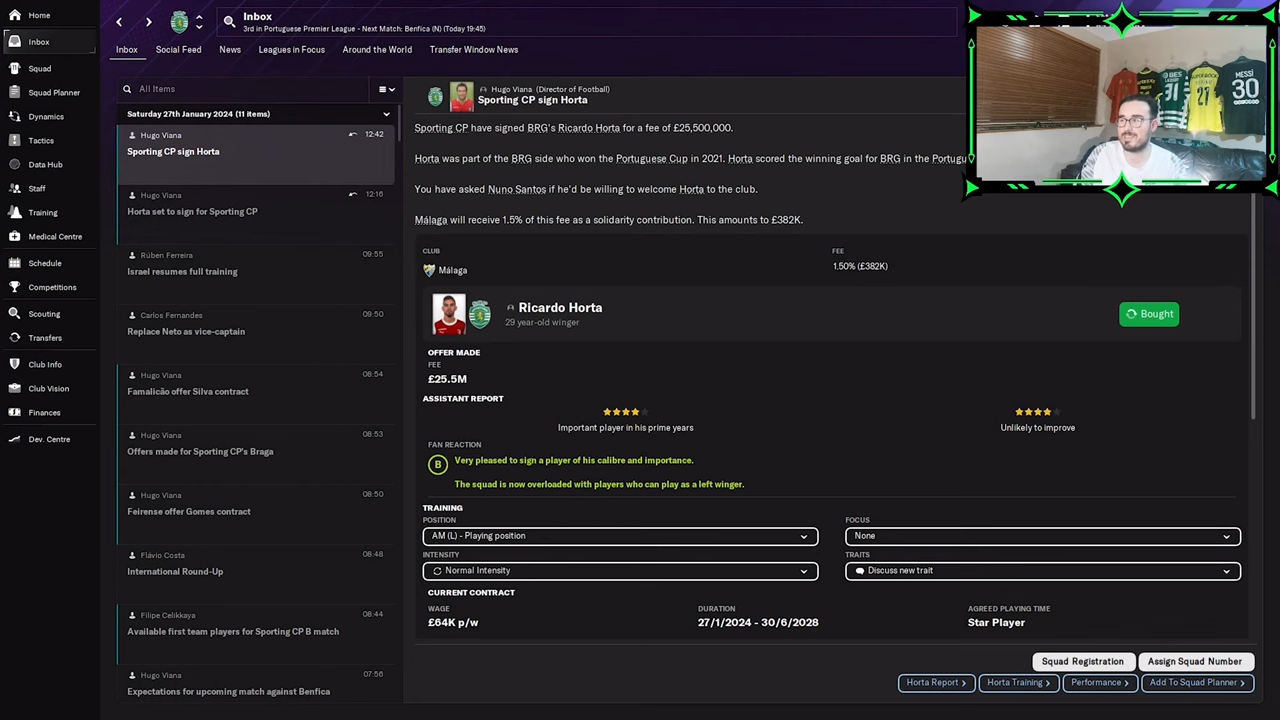 Home
Inbox
Squad
Squad Planner
Dynamics
Tactics
Data Hub
Staff
Training
Medical Centre
Schedule
Competitions
Scouting
Transfers
Club Info
Club Vision
Finances
Dev. Centre
Inbox
3rd in Portuguese Premier League - Next Match: Benfica (N) (Today 19:45)
Inbox Social Feed News Leagues in Focus Around the World Transfer Window News
All Items
Saturday 27th January 2024 (11 items)
Hugo Viana 12:42
Sporting CP sign Horta
Hugo Viana 12:16
Horta set to sign for Sporting CP
Rúben Ferreira 09:55
Israel resumes full training
Carlos Fernandes 09:50
Replace Neto as vice-captain
Hugo Viana 08:54
Famalicão offer Silva contract
Hugo Viana 08:53
Offers made for Sporting CP's Braga
Hugo Viana 08:50
Feirense offer Gomes contract
Flávio Costa 08:48
International Round-Up
Filipe Celikkaya 08:44
Available first team players for Sporting CP B match
Hugo Viana 07:56
Expectations for upcoming match against Benfica
Hugo Viana (Director of Football)
Sporting CP sign Horta
Sporting CP have signed BRG's Ricardo Horta for a fee of £25,500,000.
Horta was part of the BRG side who won the Portuguese Cup in 2021. Horta scored the winning goal for BRG in the Portug
You have asked Nuno Santos if he'd be willing to welcome Horta to the club.
Málaga will receive 1.5% of this fee as a solidarity contribution. This amounts to £382K.
CLUB FEE
Málaga 1.50% (£382K)
Ricardo Horta
29 year-old winger
Bought
OFFER MADE
FEE
£25.5M
ASSISTANT REPORT
Important player in his prime years Unlikely to improve
FAN REACTION
B
Very pleased to sign a player of his calibre and importance.
The squad is now overloaded with players who can play as a left winger.
TRAINING
POSITION FOCUS
AM (L) - Playing position None
INTENSITY TRAITS
Normal Intensity Discuss new trait
CURRENT CONTRACT
WAGE DURATION AGREED PLAYING TIME
£64K p/w 27/1/2024 - 30/6/2028 Star Player
Squad Registration Assign Squad Number
Horta Report Horta Training Performance Add To Squad Planner
31
27
MESSI
30